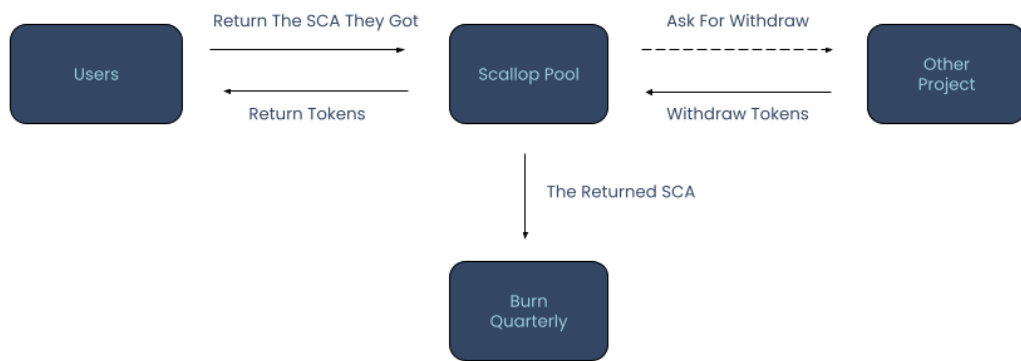 Return The SCA They Got
Ask For Withdraw
Users
Scallop Pool
Other
Project
Return Tokens
Withdraw Tokens
The Returned SCA
Burn
Quarterly